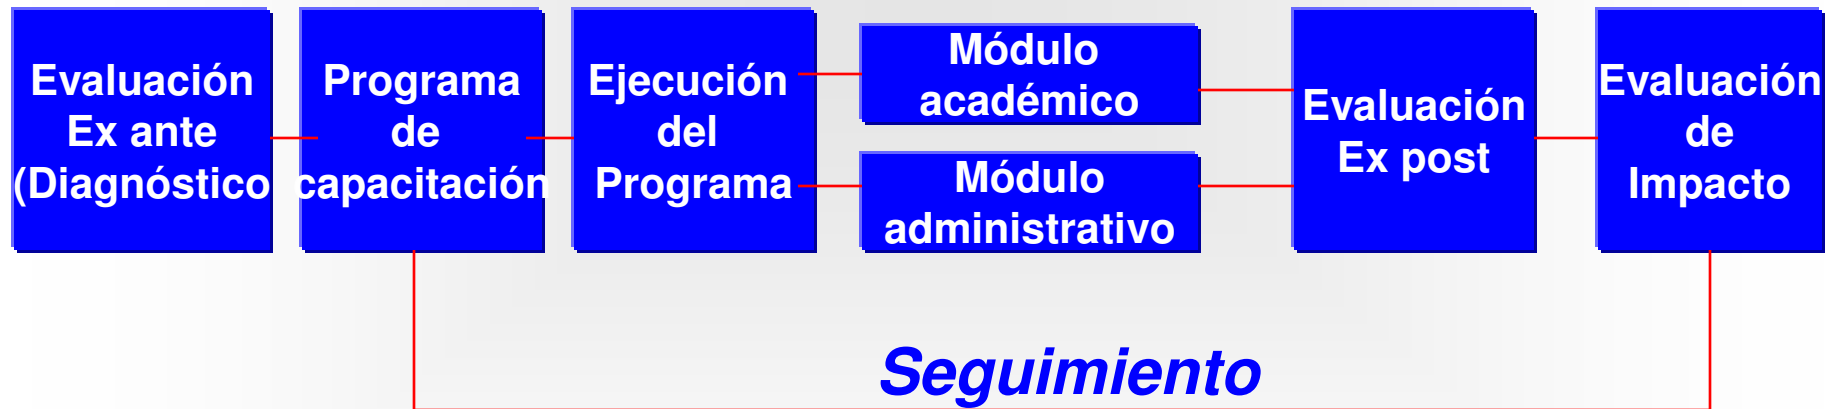 Evaluación
Ex ante
(Diagnóstico
Programa
de
capacitación
Ejecución
del
Programa
Módulo
académico
Módulo
administrativo
Evaluación
Ex post
Evaluación
de
Impacto
Seguimiento